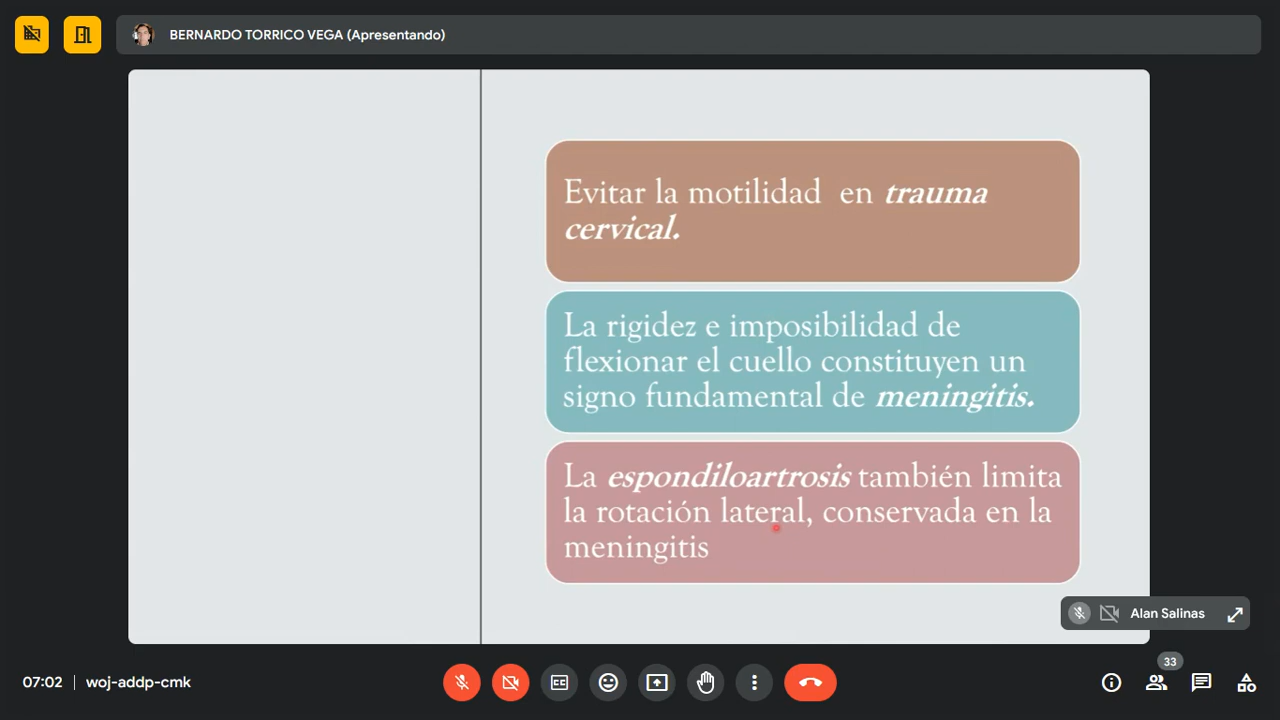 BERNARDO TORRICO VEGA (Apresentando)
Evitar la motilidad en trauma
cervical.
La rigidez e imposibilidad de
flexionar el cuello constituyen un
signo fundamental de meningitis.
La espondiloartrosis también limita
la rotación lateral, conservada en la
meningitis
Alan Salinas
33
07:02 | woj-addp-cmk